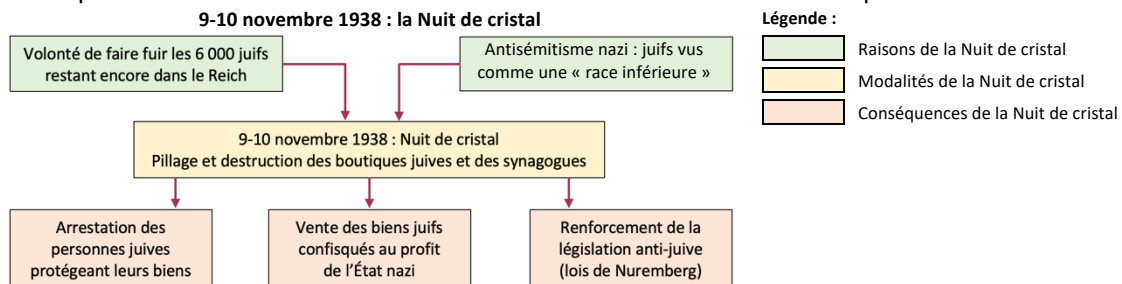 9-10 novembre 1938 : la Nuit de cristal
Volonté de faire fuir les 6 000 juifs
restant encore dans le Reich
Antisémitisme nazi : juifs vus
comme une « race inférieure »
9-10 novembre 1938 : Nuit de cristal
Pillage et destruction des boutiques juives et des synagogues
Arrestation des
personnes juives
protégeant leurs biens
Vente des biens juifs
confisqués au profit
de l’État nazi
Renforcement de la
législation anti-juive
(lois de Nuremberg)
Légende :
Raisons de la Nuit de cristal
Modalités de la Nuit de cristal
Conséquences de la Nuit de cristal